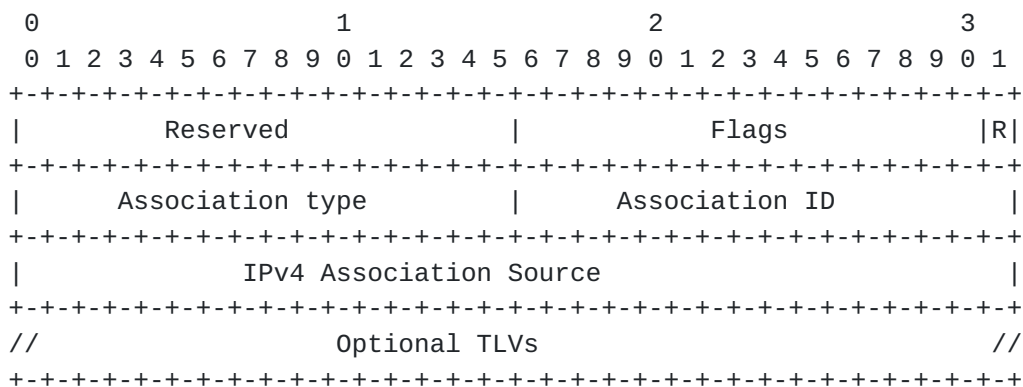 0                   1                   2                   3
 0 1 2 3 4 5 6 7 8 9 0 1 2 3 4 5 6 7 8 9 0 1 2 3 4 5 6 7 8 9 0 1
+-+-+-+-+-+-+-+-+-+-+-+-+-+-+-+-+-+-+-+-+-+-+-+-+-+-+-+-+-+-+-+-+
|         Reserved              |            Flags            |R|
+-+-+-+-+-+-+-+-+-+-+-+-+-+-+-+-+-+-+-+-+-+-+-+-+-+-+-+-+-+-+-+-+
|      Association type         |      Association ID           |
+-+-+-+-+-+-+-+-+-+-+-+-+-+-+-+-+-+-+-+-+-+-+-+-+-+-+-+-+-+-+-+-+
|              IPv4 Association Source                          |
+-+-+-+-+-+-+-+-+-+-+-+-+-+-+-+-+-+-+-+-+-+-+-+-+-+-+-+-+-+-+-+-+
//                   Optional TLVs                             //
+-+-+-+-+-+-+-+-+-+-+-+-+-+-+-+-+-+-+-+-+-+-+-+-+-+-+-+-+-+-+-+-+